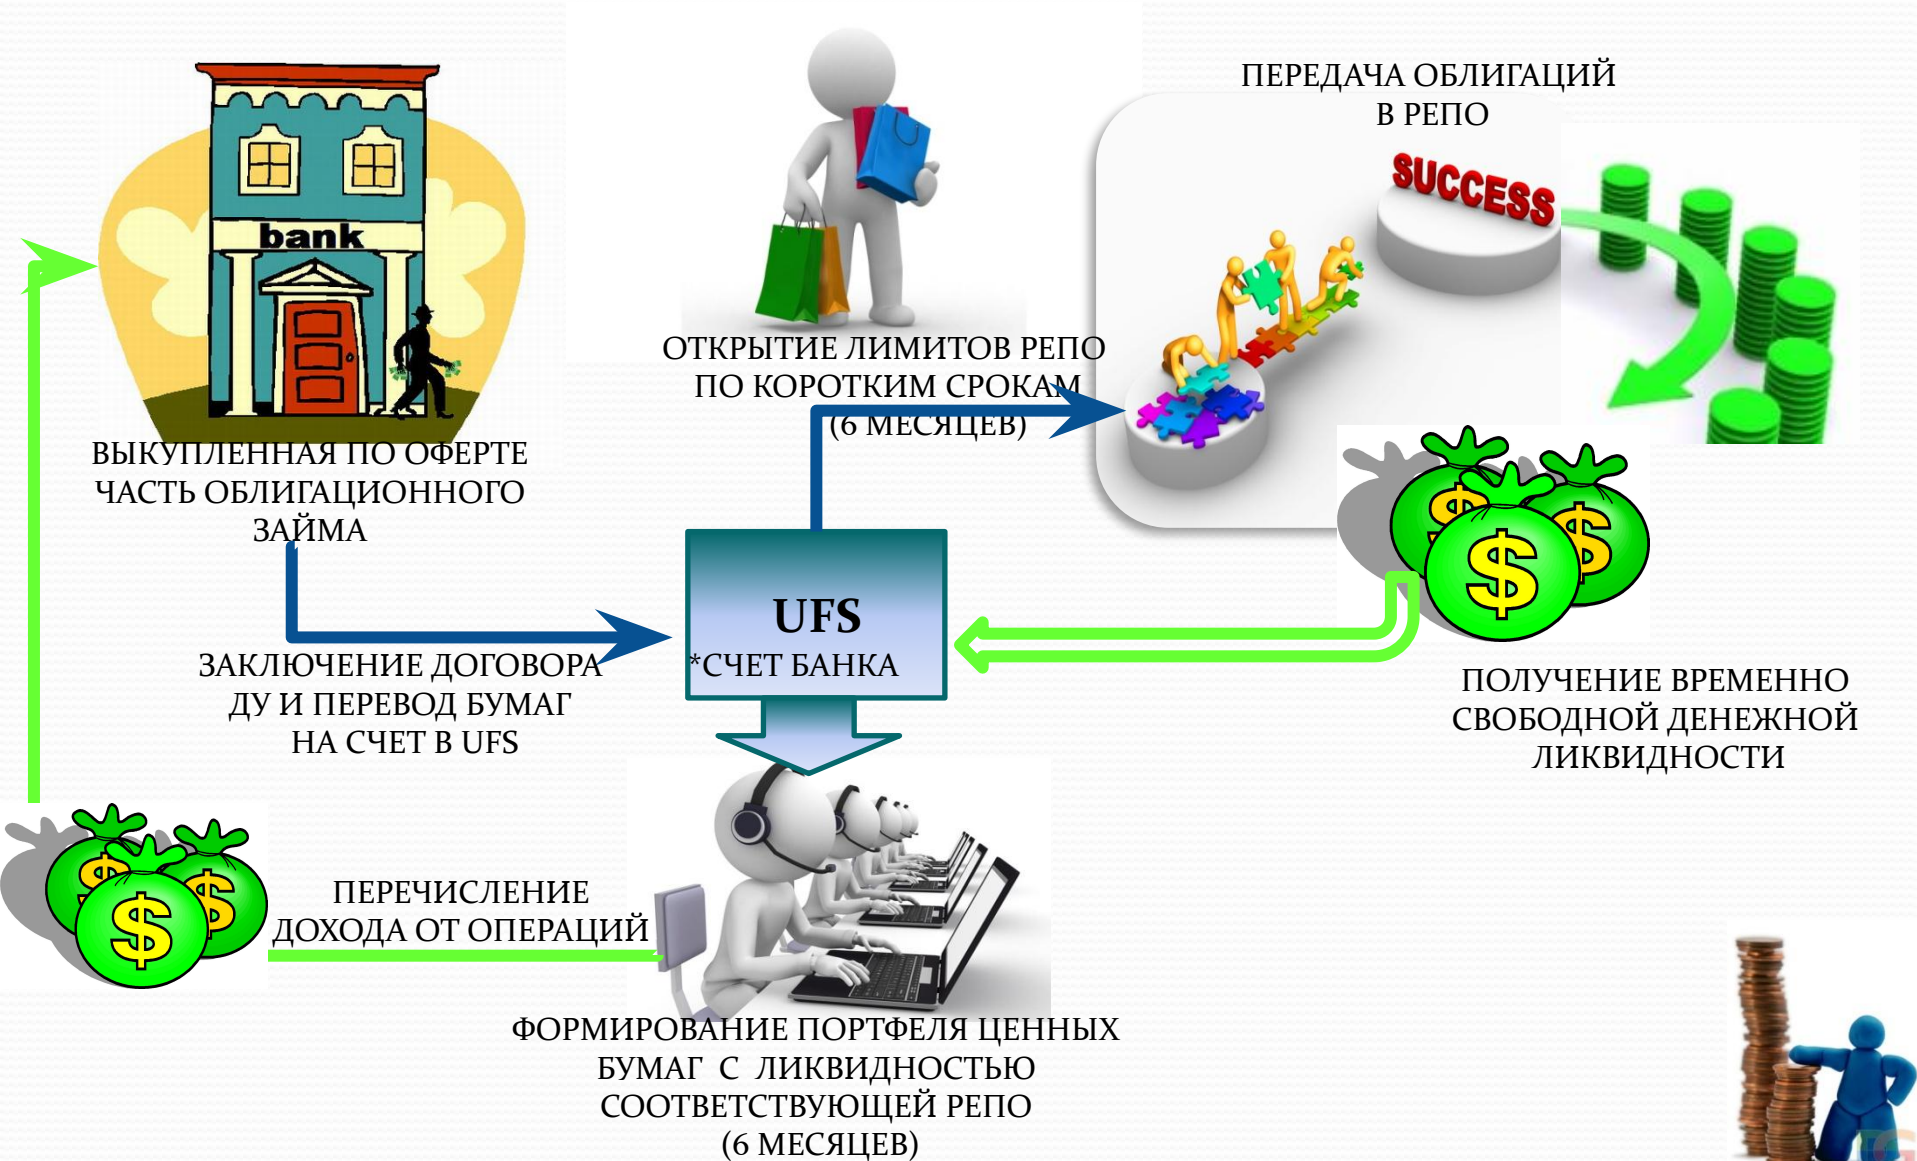 ПЕРЕДАЧА ОБЛИГАЦИЙ
В РЕПО
SUCCESS
bank
ОТКРЫТИЕ ЛИМИТОВ РЕПО
ПО КОРОТКИМ СРОКАМ
(6 МЕСЯЦЕВ)
ВЫКУПЛЕННАЯ ПО ОФЕРТЕ
ЧАСТЬ ОБЛИГАЦИОННОГО
ЗАЙМА
$ $ $
UFS
*СЧЕТ БАНКА
ЗАКЛЮЧЕНИЕ ДОГОВОРА
ДУ И ПЕРЕВОД БУМАГ
НА СЧЕТ В UFS
ПОЛУЧЕНИЕ ВРЕМЕННО
СВОБОДНОЙ ДЕНЕЖНОЙ
ЛИКВИДНОСТИ
$ $ $
ПЕРЕЧИСЛЕНИЕ
ДОХОДА ОТ ОПЕРАЦИЙ
ФОРМИРОВАНИЕ ПОРТФЕЛЯ ЦЕННЫХ
БУМАГ С ЛИКВИДНОСТЬЮ
СООТВЕТСТВУЮЩЕЙ РЕПО
(6 МЕСЯЦЕВ)